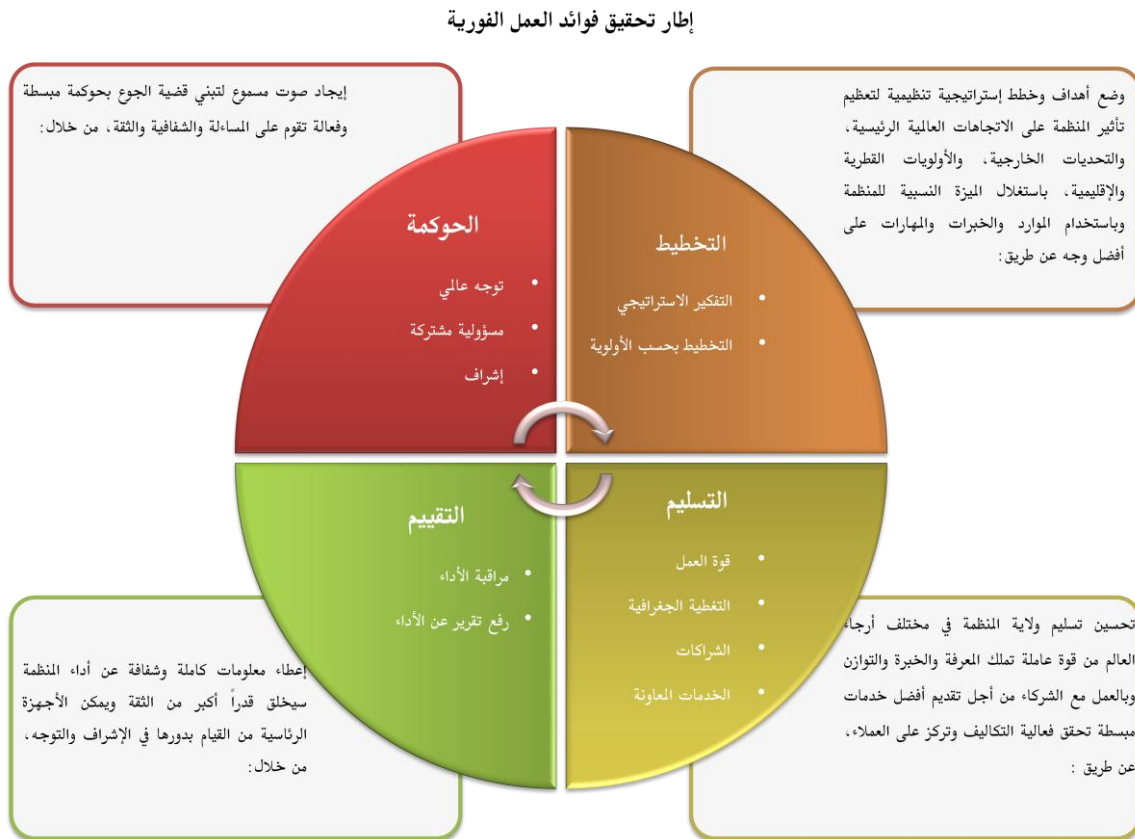 إطار تحقيق فوائد العمل الفورية
وضع أهداف وخطط إستراتيجية تنظيمية لتعظيم
تأثير المنظمة على الاتجاهات العالمية الرئيسية،
والتحديات الخارجية، والأولويات القطرية
والإقليمية، باستغلال الميزة النسبية للمنظمة
وباستخدام الموارد والخبرات والمهارات على
أفضل وجه عن طريق:
إيجاد صوت مسموع لتبني قضية الجوع بحوكمة مبسطة
وفعالة تقوم على المساءلة والشفافية والثقة، من خلال:
التخطيط
• التفكير الاستراتيجي
• التخطيط بحسب الأولوية
الحوكمة
• توجه عالي
• مسؤولية مشتركة
• إشراف
التسليم
• قوة العمل
• التغطية الجغرافية
• الشراكات
• الخدمات المعاونة
التقييم
• مراقبة الأداء
• رفع تقرير عن الأداء
تحسين تسليم ولاية المنظمة في مختلف أرجاء
العالم من قوة عاملة تملك المعرفة والخبرة والتوازن
وبالعمل مع الشركاء من أجل تقديم أفضل خدمات
مبسطة تحقق فعالية التكاليف وتركز على العملاء،
عن طريق :
إعطاء معلومات كاملة وشفافة عن أداء المنظمة
سيخلق قدراً أكبر من الثقة ويمكن الأجهزة
الرئاسية من القيام بدورها في الإشراف والتوجه،
من خلال: